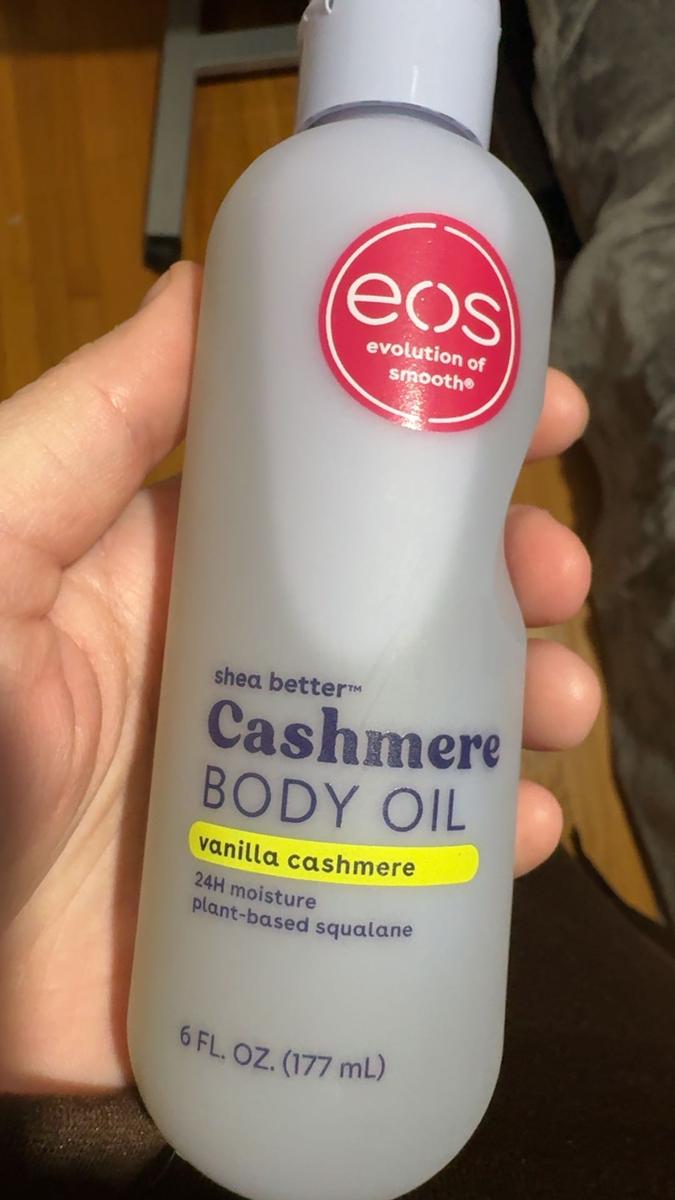 eos
evolution of
smooth®
shea better™
Cashmere
BODY OIL
vanilla cashmere
24H moisture
plant-based squalane
6 FL. OZ. (177 mL)